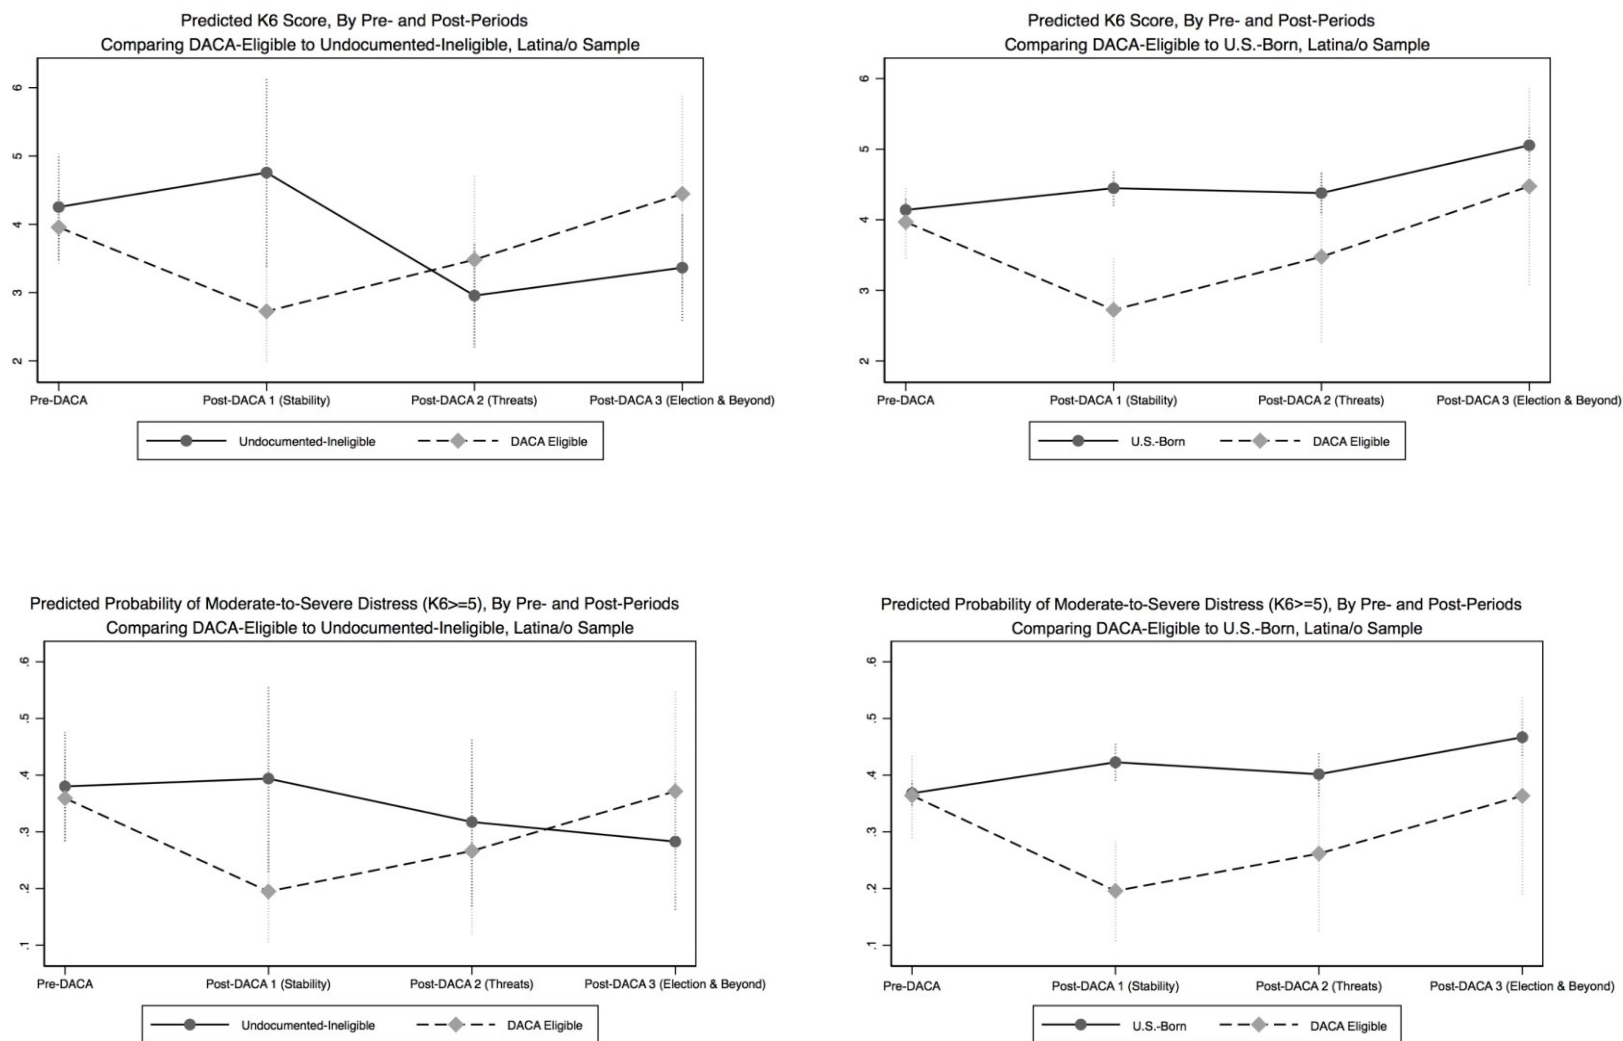 Predicted K6 Score, By Pre- and Post-Periods
Comparing DACA-Eligible to Undocumented-Ineligible, Latina/o Sample
6
5
4
3
2
Pre-DACA
Post-DACA 1 (Stability)
Post-DACA 2 (Threats)
Post-DACA 3 (Election & Beyond)
Undocumented-Ineligible
DACA Eligible
Predicted K6 Score, By Pre- and Post-Periods
Comparing DACA-Eligible to U.S.-Born, Latina/o Sample
6
5
4
3
2
Pre-DACA
Post-DACA 1 (Stability)
Post-DACA 2 (Threats)
Post-DACA 3 (Election & Beyond)
U.S.-Born
DACA Eligible
Predicted Probability of Moderate-to-Severe Distress (K6>=5), By Pre- and Post-Periods
Comparing DACA-Eligible to Undocumented-Ineligible, Latina/o Sample
.6
.5
.4
.3
.2
.1
Pre-DACA
Post-DACA 1 (Stability)
Post-DACA 2 (Threats)
Post-DACA 3 (Election & Beyond)
Undocumented-Ineligible
DACA Eligible
Predicted Probability of Moderate-to-Severe Distress (K6>=5), By Pre- and Post-Periods
Comparing DACA-Eligible to U.S.-Born, Latina/o Sample
.6
.5
.4
.3
.2
.1
Pre-DACA
Post-DACA 1 (Stability)
Post-DACA 2 (Threats)
Post-DACA 3 (Election & Beyond)
U.S.-Born
DACA Eligible